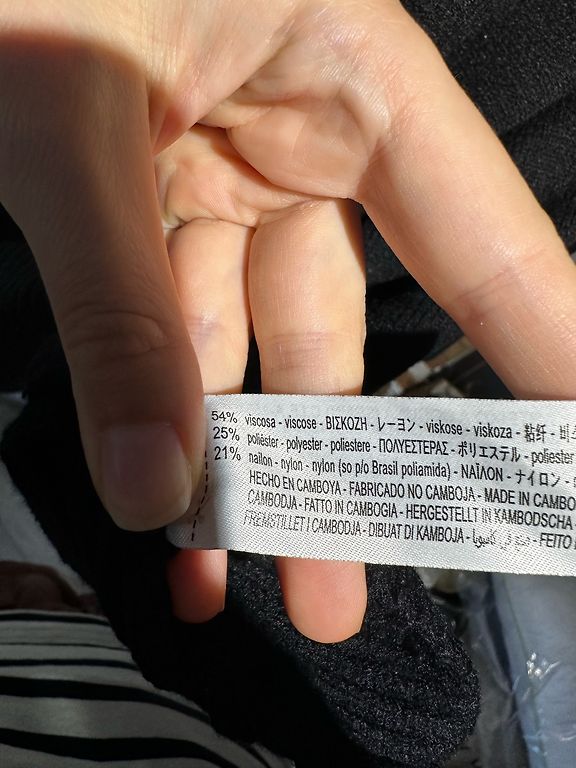 54% viscosa - viscose - ΒΙΣΚΟΖΗ - レーヨン - viskose - viskoza - 粘纤 -
25% poliéster - polyester - poliestere - ΠΟΛΥΕΣΤΕΡΑΣ - ポリエステル - poliester
21% nailon - nylon - nylon (so p/o Brasil poliamida) - ΝΑΪΛΟΝ - ナイロン -
HECHO EN CAMBOYA - FABRICADO NO CAMBOJA - MADE IN CAMBO
CAMBODJA - FATTO IN CAMBOGIA - HERGESTELLT IN KAMBODSCHA
FREMSTILLET I CAMBODJA - DIBUAT DI KAMBOJA - صنع في كامبوديا - FEITO